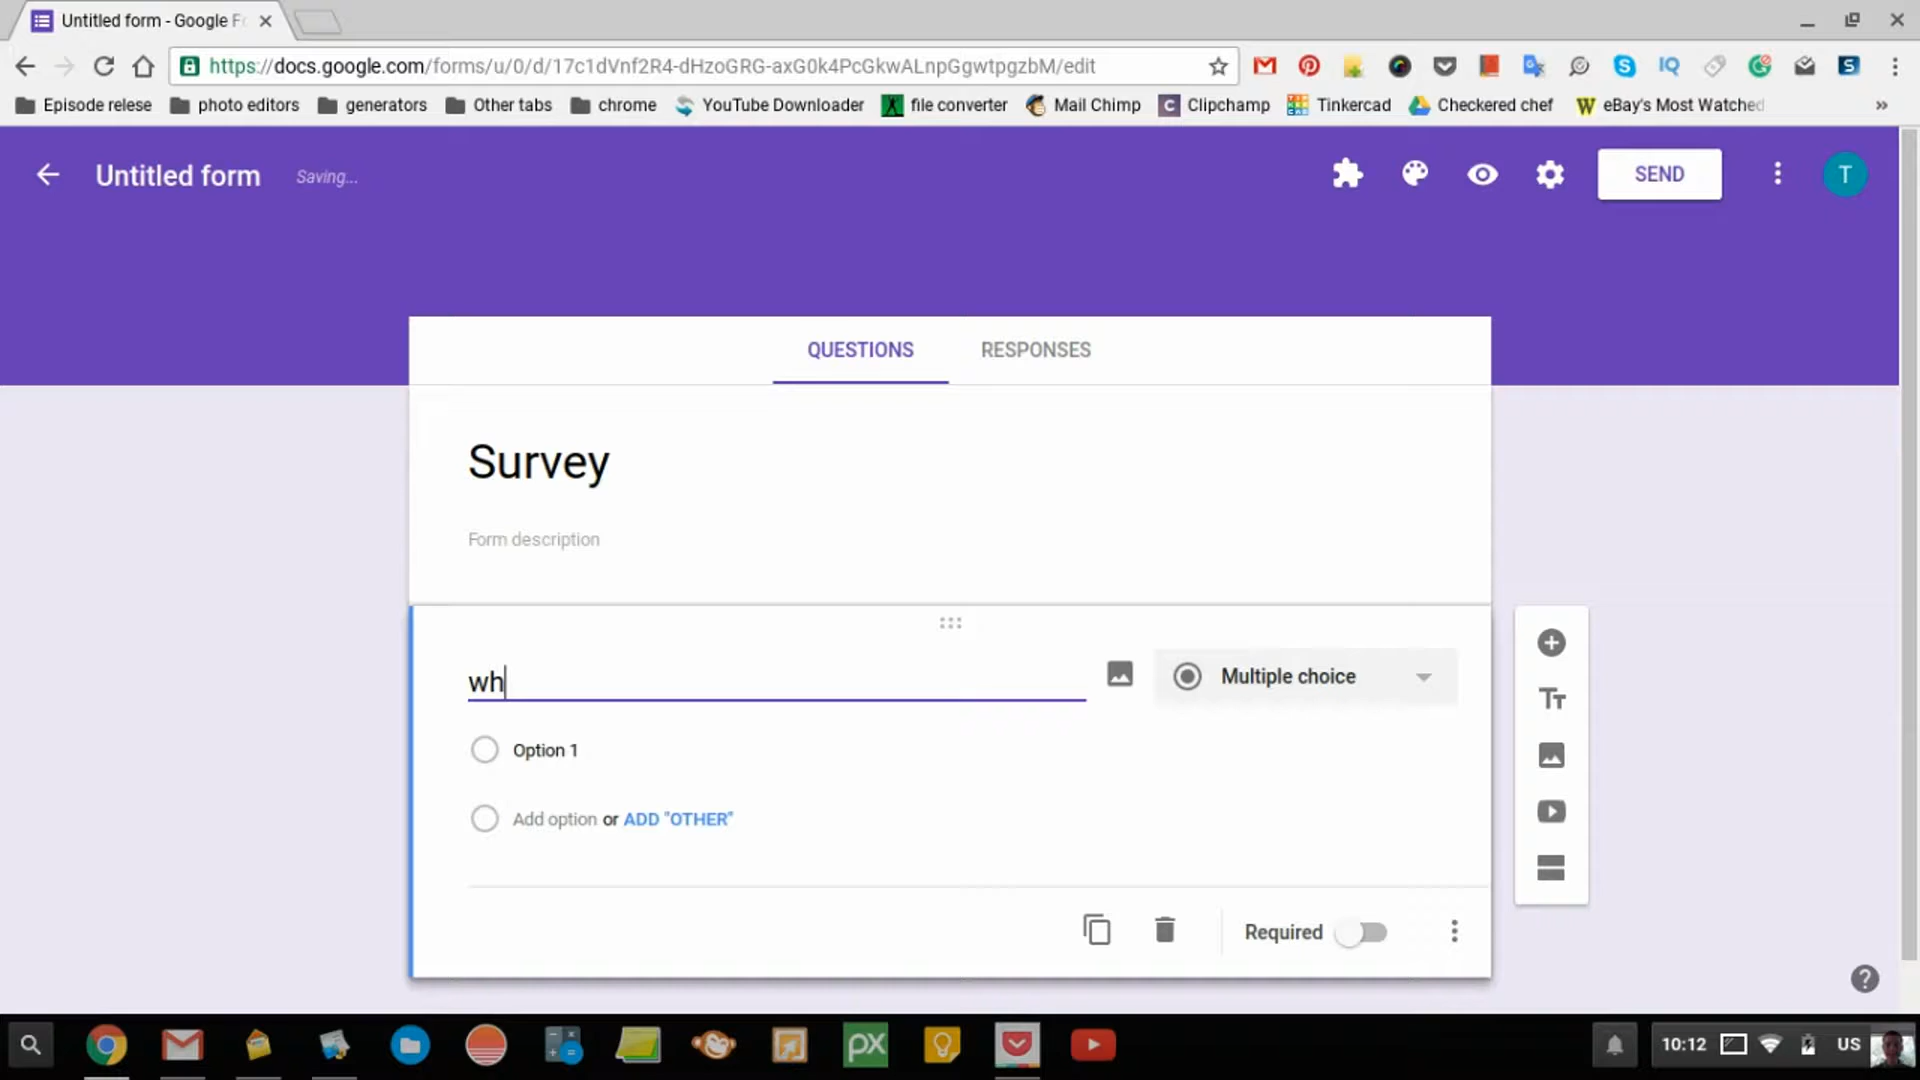 Untitled form - Google F
https://docs.google.com/forms/u/0/d/17c1dVnf2R4-dHzoGRG-axG0k4PcGkwALnpGgwtpgzbM/edit
IQ
S
Episode relese
photo editors
generators
Other tabs
chrome
YouTube Downloader
file converter
Mail Chimp
C Clipchamp
Tinkercad
Checkered chef
W eBay's Most Watched
»
Untitled form Saving...
SEND
T
QUESTIONS RESPONSES
Survey
Form description
wh
Multiple choice
Option 1
Add option or ADD "OTHER"
Required
Tт
?
px
10:12
US